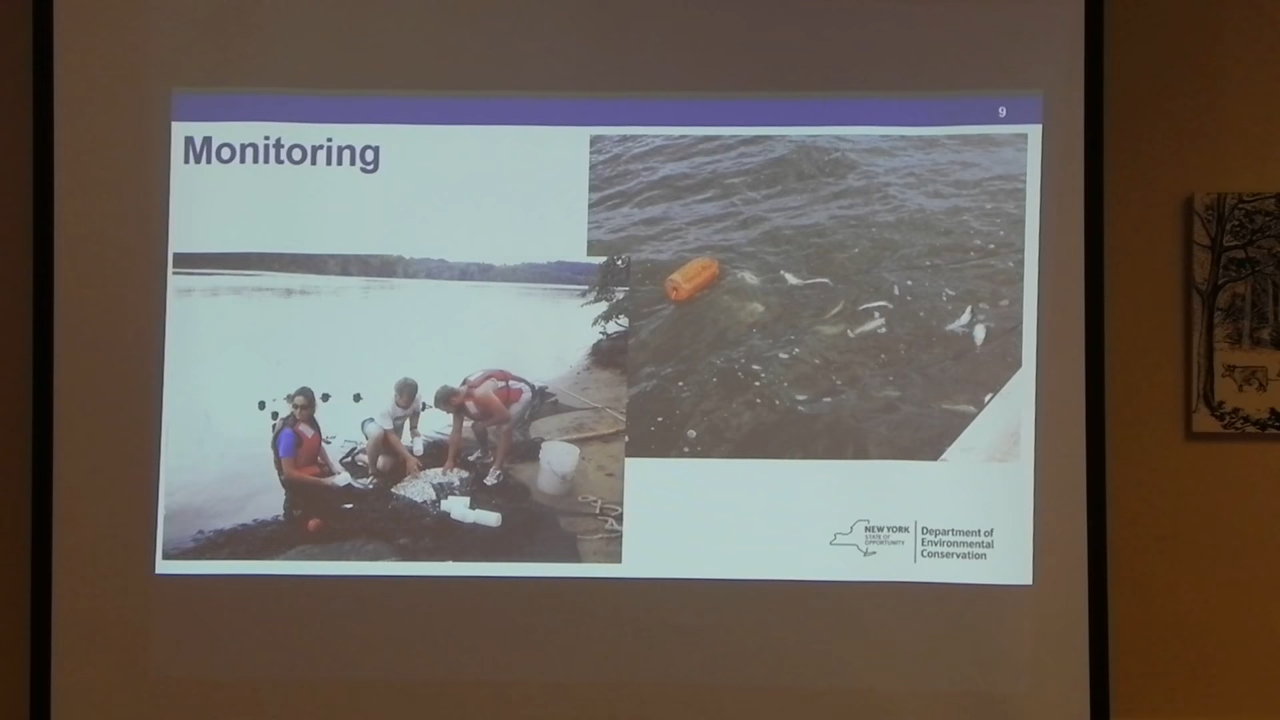 9
Monitoring
NEW YORK
STATE OF
OPPORTUNITY
Department of
Environmental
Conservation